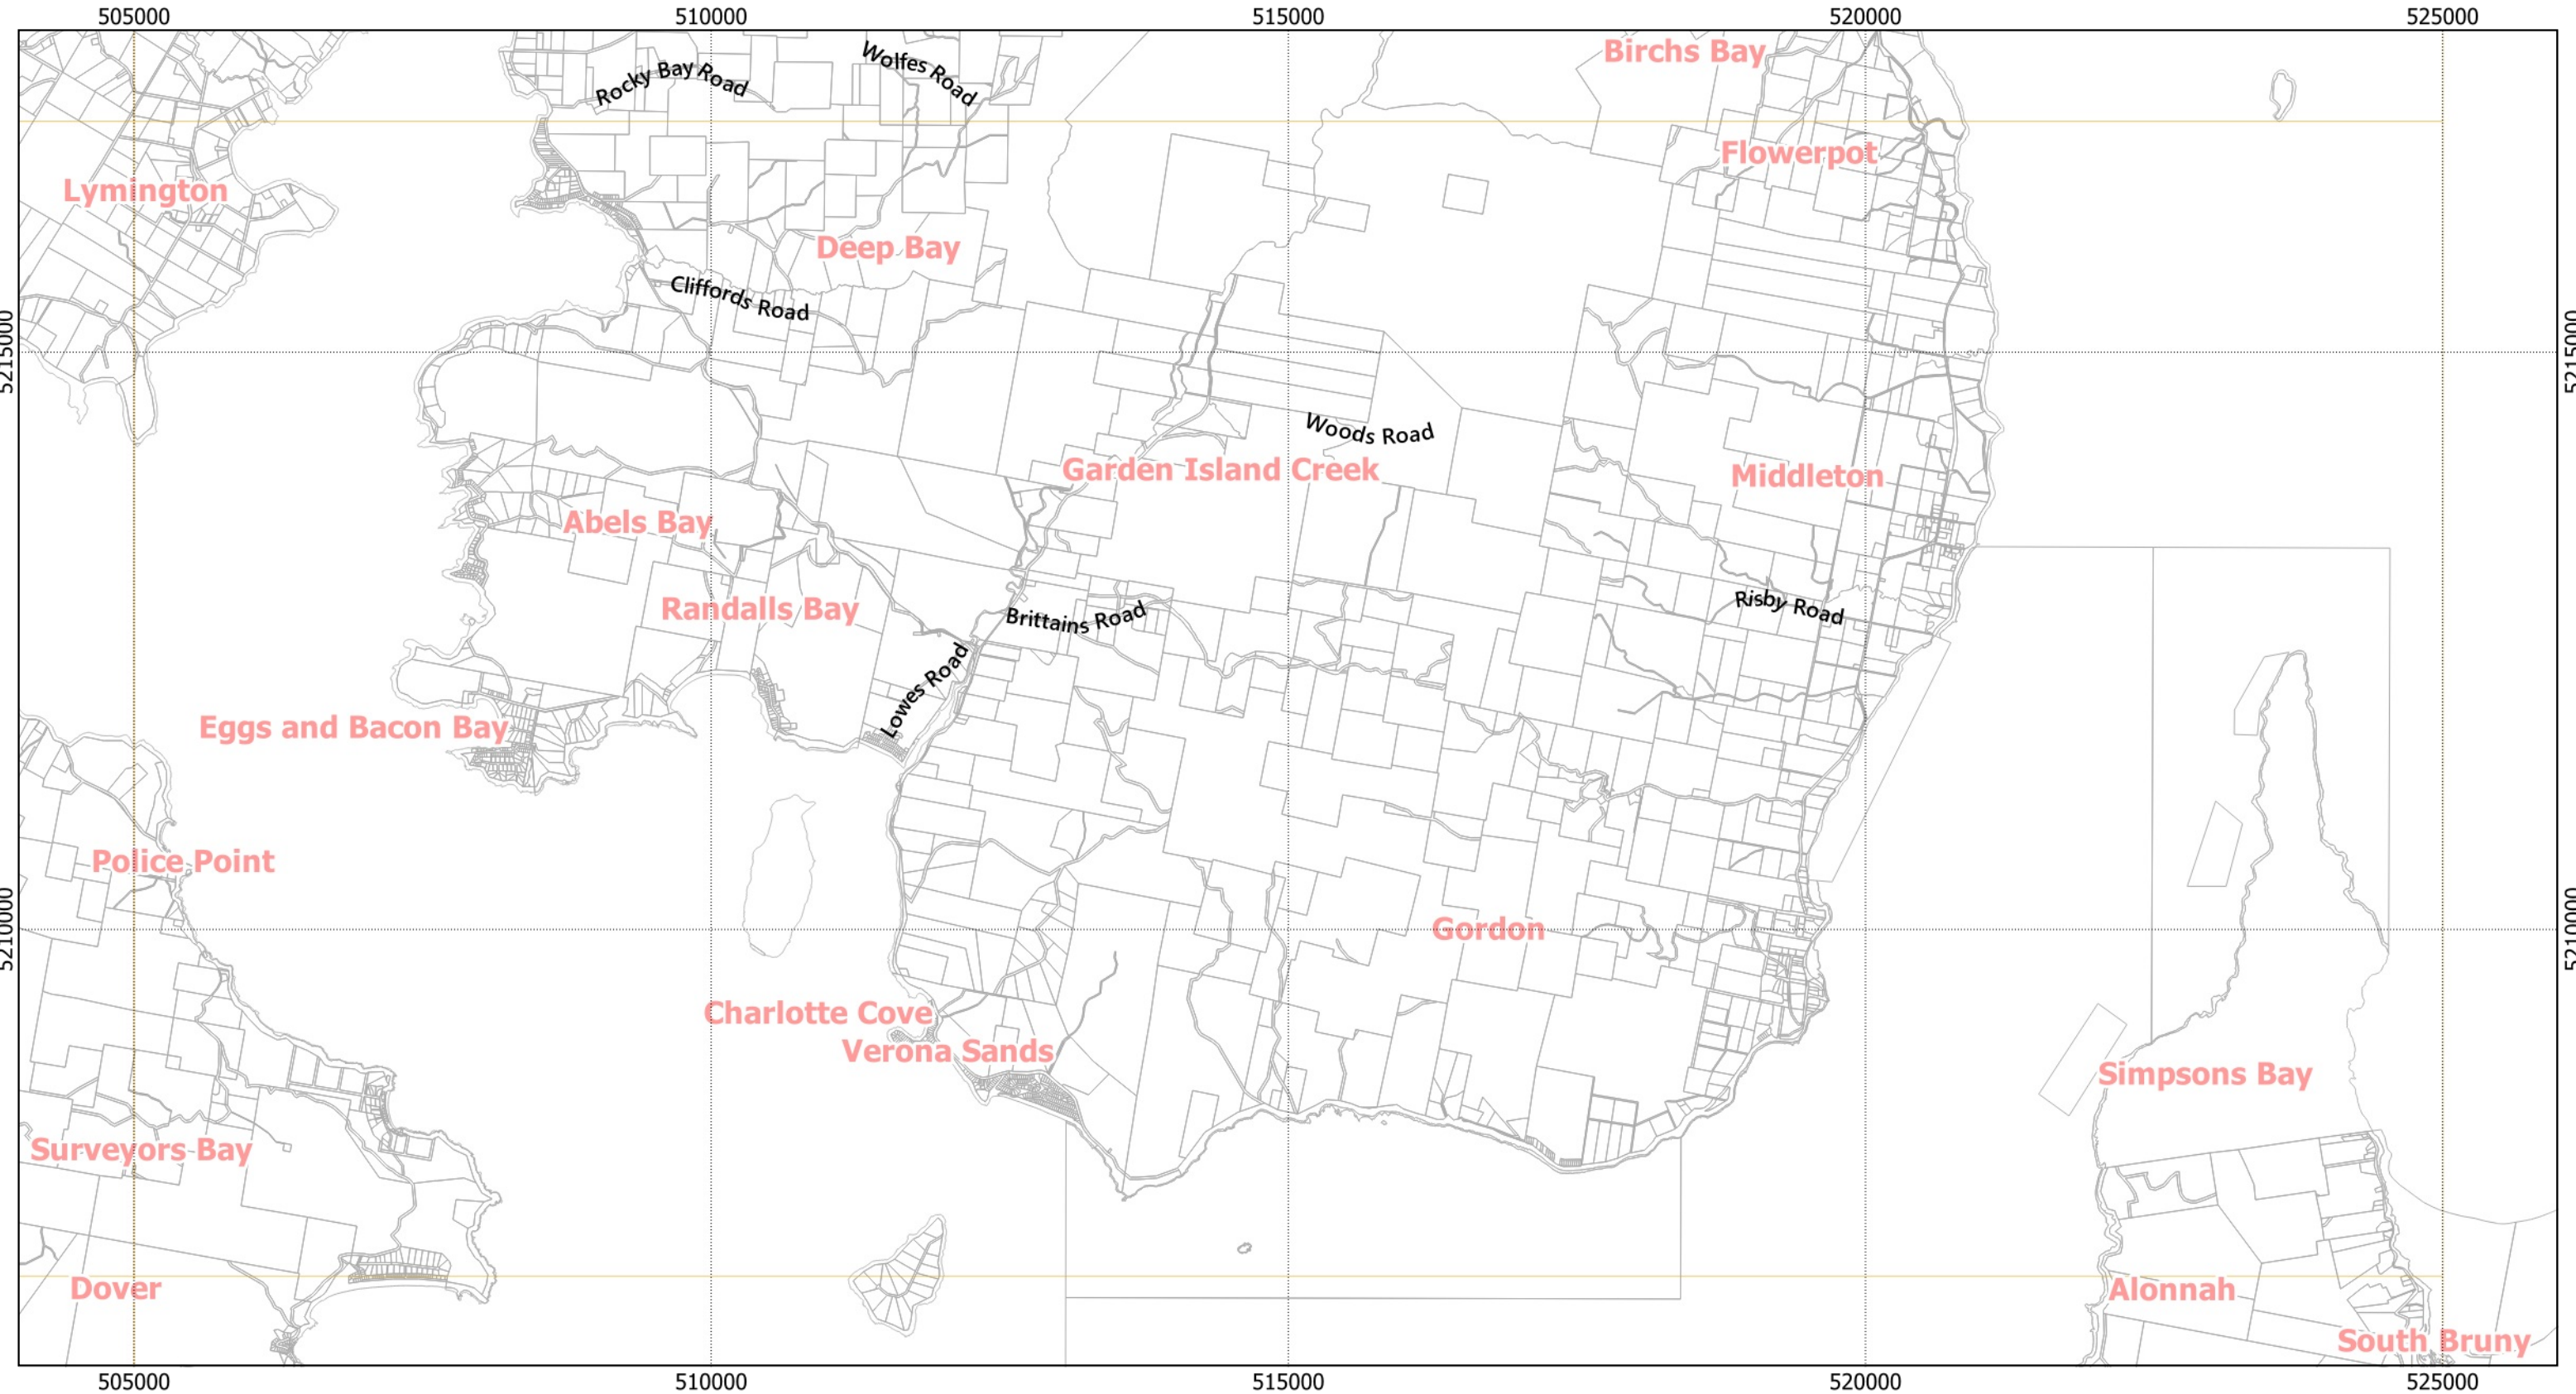 505000 510000 515000 520000 525000
Birchs Bay
Wolfes Road
Rocky Bay Road
Flowerpot
Lymington
Deep Bay
Cliffords Road
5215000 5215000
Woods Road
Garden Island Creek
Middleton
Abels Bay
Randalls Bay
Risby Road
Brittains Road
Lowes Road
Eggs and Bacon Bay
Police Point
5210000 5210000
Gordon
Charlotte Cove
Verona Sands
Simpsons Bay
Surveyors Bay
Dover
Alonnah
South Bruny
505000 510000 515000 520000 525000